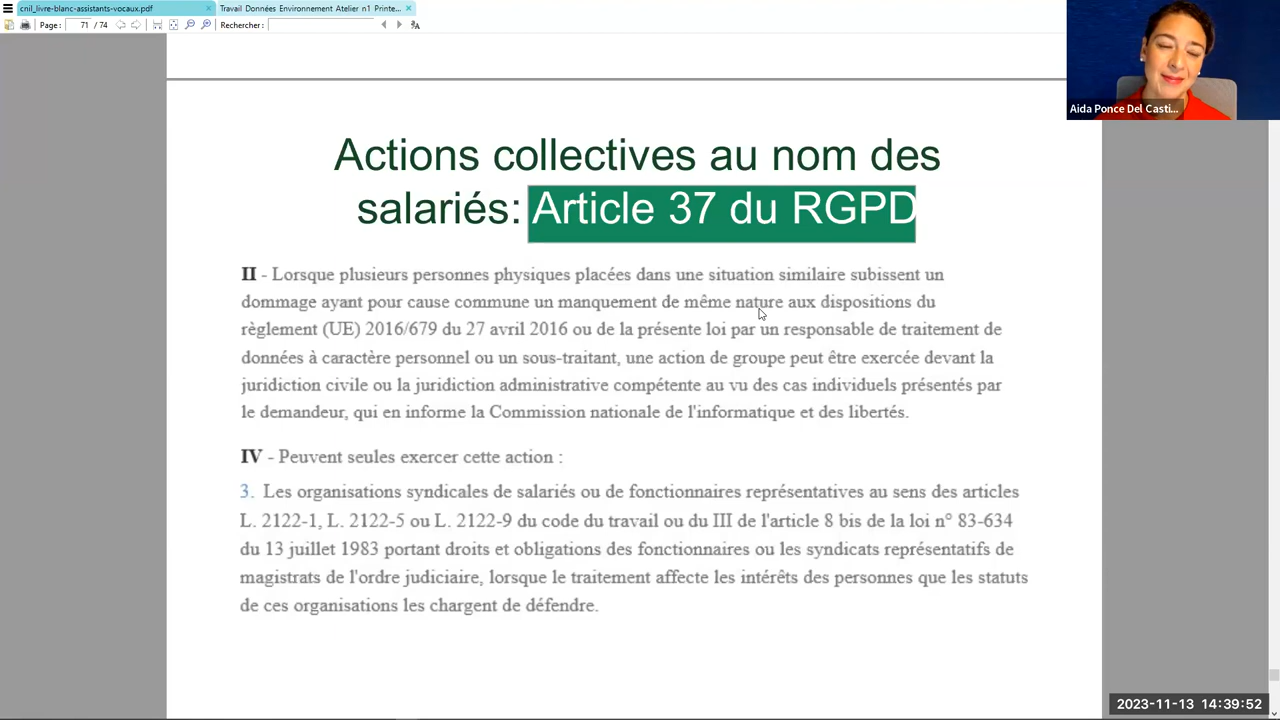 cnil_livre-blanc-assistants-vocaux.pdf
Travail Données Environnement Atelier n1 Printe...
Page: 71 / 74 Rechercher:
Aida Ponce Del Casti...
Actions collectives au nom des
salariés: Article 37 du RGPD
II - Lorsque plusieurs personnes physiques placées dans une situation similaire subissent un
dommage ayant pour cause commune un manquement de même nature aux dispositions du
règlement (UE) 2016/679 du 27 avril 2016 ou de la présente loi par un responsable de traitement de
données à caractère personnel ou un sous-traitant, une action de groupe peut être exercée devant la
juridiction civile ou la juridiction administrative compétente au vu des cas individuels présentés par
le demandeur, qui en informe la Commission nationale de l'informatique et des libertés.
IV - Peuvent seules exercer cette action :
3. Les organisations syndicales de salariés ou de fonctionnaires représentatives au sens des articles
L. 2122-1, L. 2122-5 ou L. 2122-9 du code du travail ou du III de l'article 8 bis de la loi n° 83-634
du 13 juillet 1983 portant droits et obligations des fonctionnaires ou les syndicats représentatifs de
magistrats de l'ordre judiciaire, lorsque le traitement affecte les intérêts des personnes que les statuts
de ces organisations les chargent de défendre.
2023-11-13 14:39:52